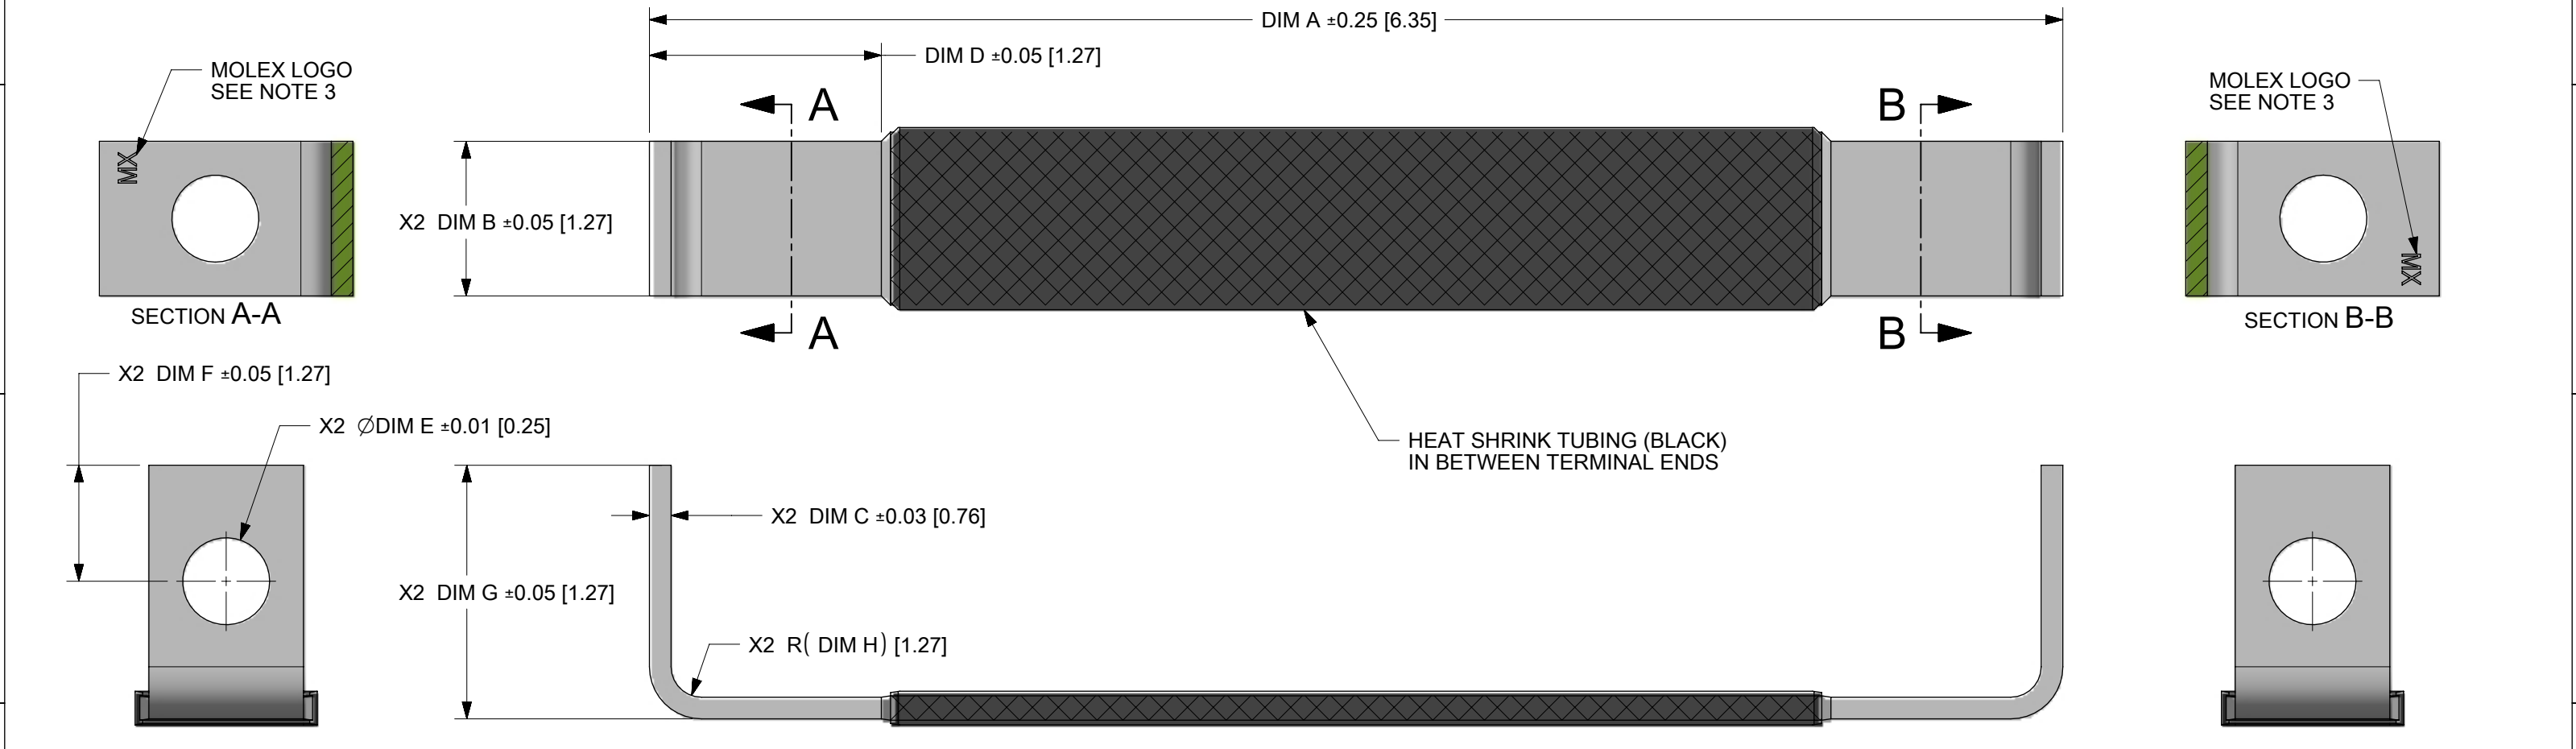 DIM A ±0.25 [6.35]
DIM D ±0.05 [1.27]
MOLEX LOGO
SEE NOTE 3
A
B
MOLEX LOGO
SEE NOTE 3
MX
X2 DIM B ±0.05 [1.27]
MX
SECTION A-A
A
B
SECTION B-B
X2 DIM F ±0.05 [1.27]
X2 ∅DIM E ±0.01 [0.25]
HEAT SHRINK TUBING (BLACK)
IN BETWEEN TERMINAL ENDS
X2 DIM C ±0.03 [0.76]
X2 DIM G ±0.05 [1.27]
X2 R( DIM H) [1.27]